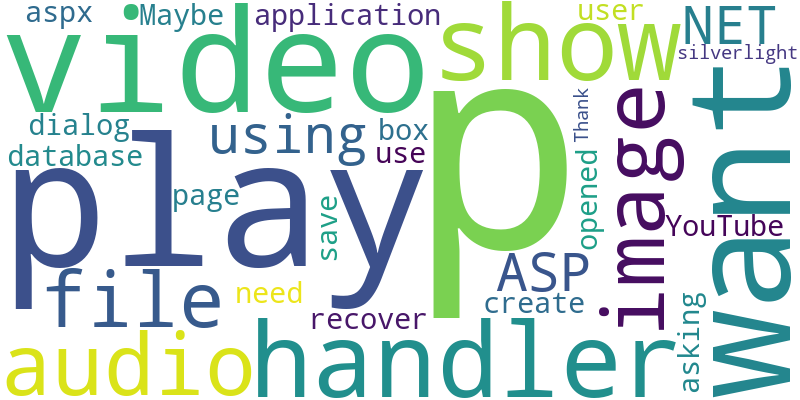 aspx
Maybe
application
user
NET
video
show
silverlight
dialog
using
box
Thank
database
use
play
p
image
want
page
save
opened
YouTube
file
need
ASP
create
recover
asking
audio
handler